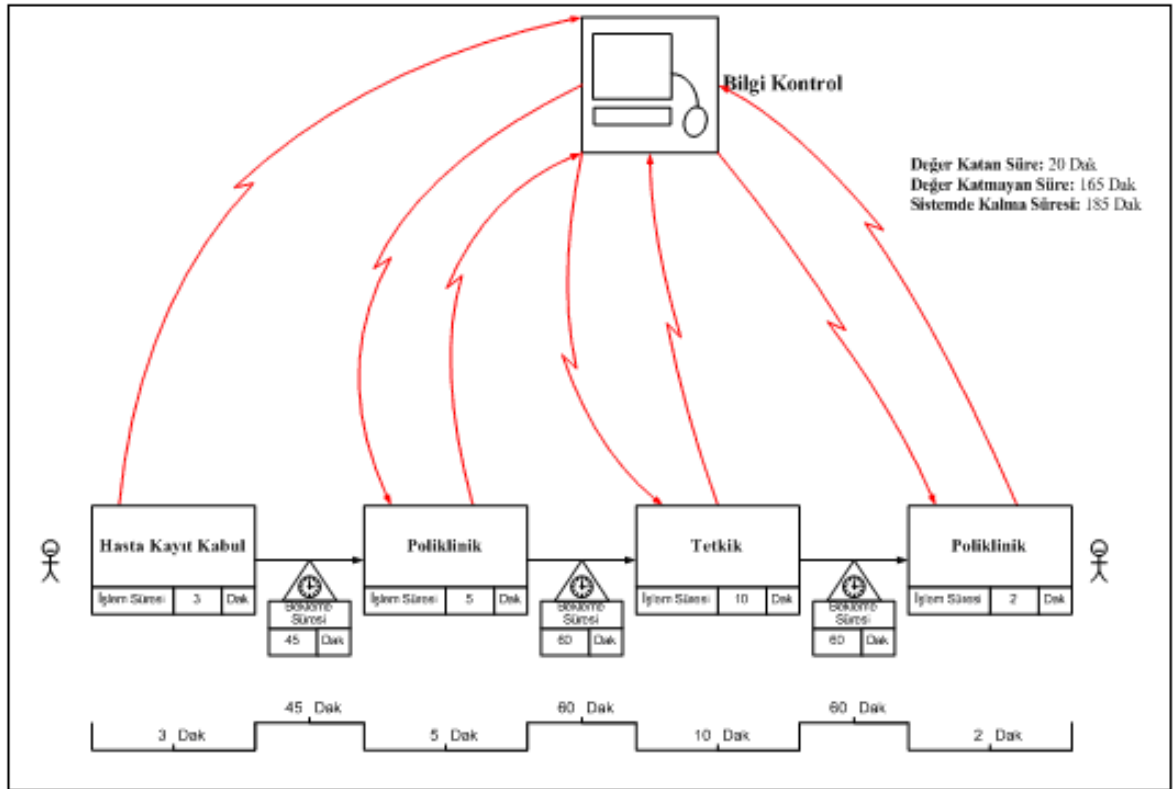 Bilgi Kontrol
Değer Katan Süre: 20 Dak
Değer Katmayan Süre: 165 Dak
Sistemde Kalma Süresi: 185 Dak
Hasta Kayıt Kabul
Poliklinik
Tetkik
Poliklinik
İşlem Süresi 3 Dak
İşlem Süresi 5 Dak
İşlem Süresi 10 Dak
İşlem Süresi 2 Dak
Bekleme
Süresi
45 Dak
Bekleme
Süresi
60 Dak
Bekleme
Süresi
60 Dak
45 Dak
60 Dak
60 Dak
3 Dak
5 Dak
10 Dak
2 Dak